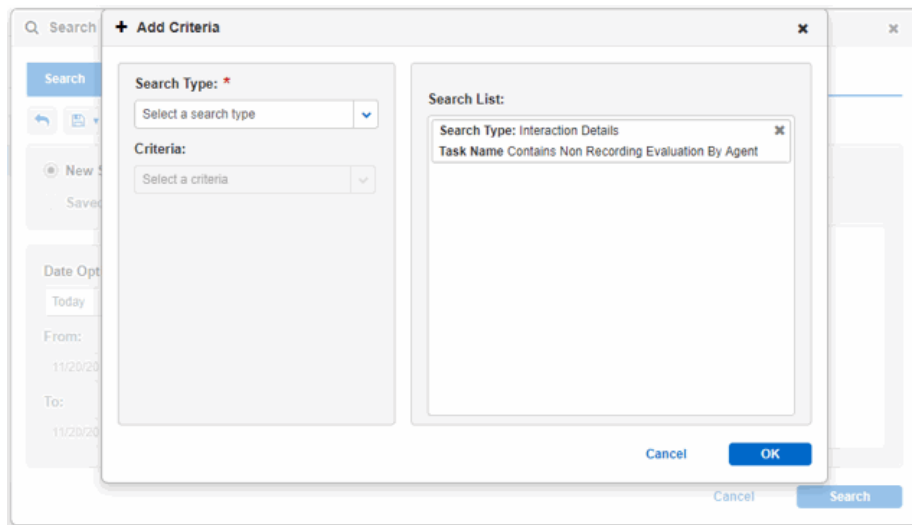 Search
Add Criteria
Search
Search Type: *
Select a search type
Criteria:
Select a criteria
Search List:
Search Type: Interaction Details
Task Name Contains Non Recording Evaluation By Agent
New
Date
Today
From:
To:
Cancel
OK
Cancel
Search